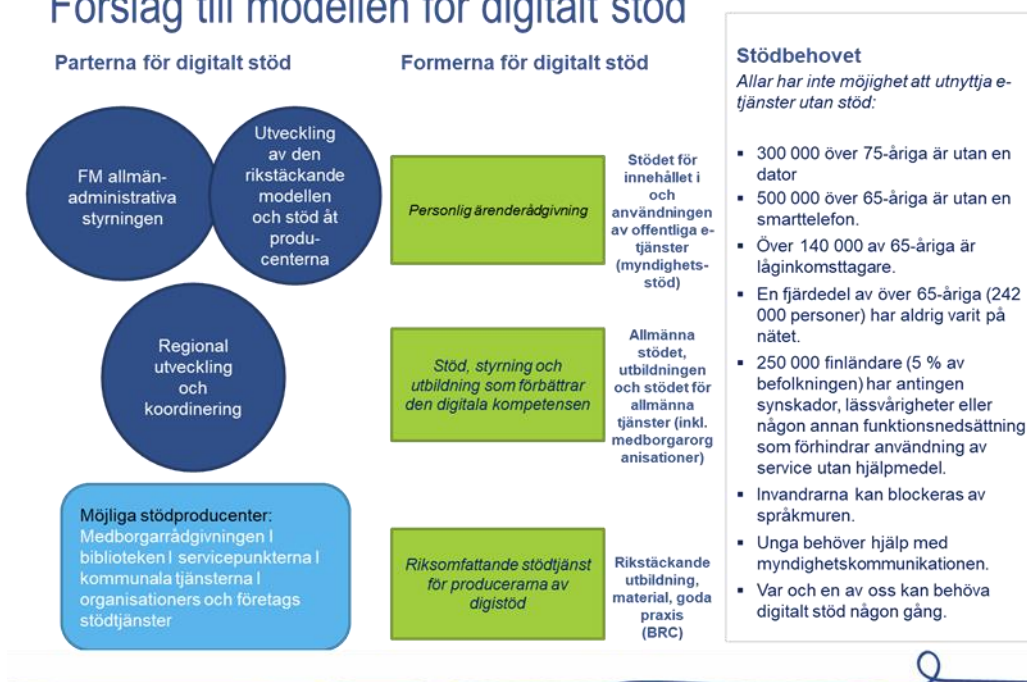 Förslag till modellen för digitalt stöd
Parterna för digitalt stöd
FM allmän-
administrativa
styrningen
Utveckling
av den
rikstäckande
modellen
och stöd åt
produ-
centerna
Regional
utveckling
och
koordinering
Möjliga stödproducenter:
Medborgarrådgivningen I
biblioteken I servicepunkterna I
kommunala tjänsterna I
organisationers och företags
stödtjänster
Formerna för digitalt stöd
Personlig ärenderådgivning
Stödet för
innehållet i
och
användningen
av offentliga e-
tjänster
(myndighets-
stöd)
Stöd, styrning och
utbildning som förbättrar
den digitala kompetensen
Allmänna
stödet,
utbildningen
och stödet för
allmänna
tjänster (inkl.
medborgarorg
anisationer)
Riksomfattande stödtjänst
för producerarna av
digistöd
Rikstäckande
utbildning,
material, goda
praxis
(BRC)
Stödbehovet
Allar har inte möjighet att utnyttja e-
tjänster utan stöd:
▪ 300 000 över 75-åriga är utan en
dator
▪ 500 000 över 65-åriga är utan en
smarttelefon.
▪ Över 140 000 av 65-åriga är
låginkomsttagare.
▪ En fjärdedel av över 65-åriga (242
000 personer) har aldrig varit på
nätet.
▪ 250 000 finländare (5 % av
befolkningen) har antingen
synskador, lässvårigheter eller
någon annan funktionsnedsättning
som förhindrar användning av
service utan hjälpmedel.
▪ Invandrarna kan blockeras av
språkmuren.
▪ Unga behöver hjälp med
myndighetskommunikationen.
▪ Var och en av oss kan behöva
digitalt stöd någon gång.